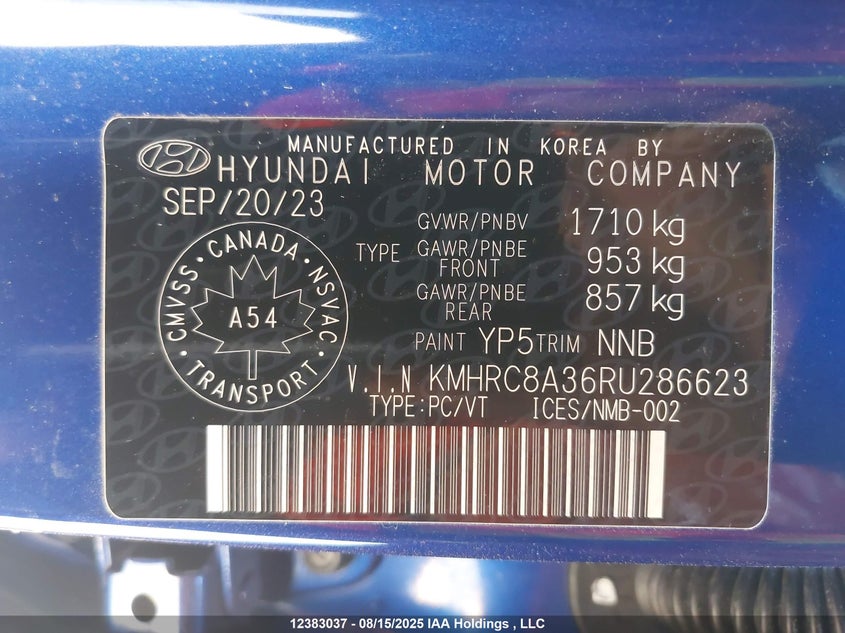 MANUFACTURED IN KOREA BY
HYUNDAI MOTOR COMPANY
SEP/20/23
GVWR/PNBV 1710 kg
TYPE GAWR/PNBE FRONT 953 kg
GAWR/PNBE REAR 857 kg
CMVSS · CANADA · NSVAC · TRANSPORT ·
A54
PAINT YP5 TRIM NNB
V.I.N KMHRC8A36RU286623
TYPE:PC/VT ICES/NMB-002
12383037 - 08/15/2025 IAA Holdings , LLC